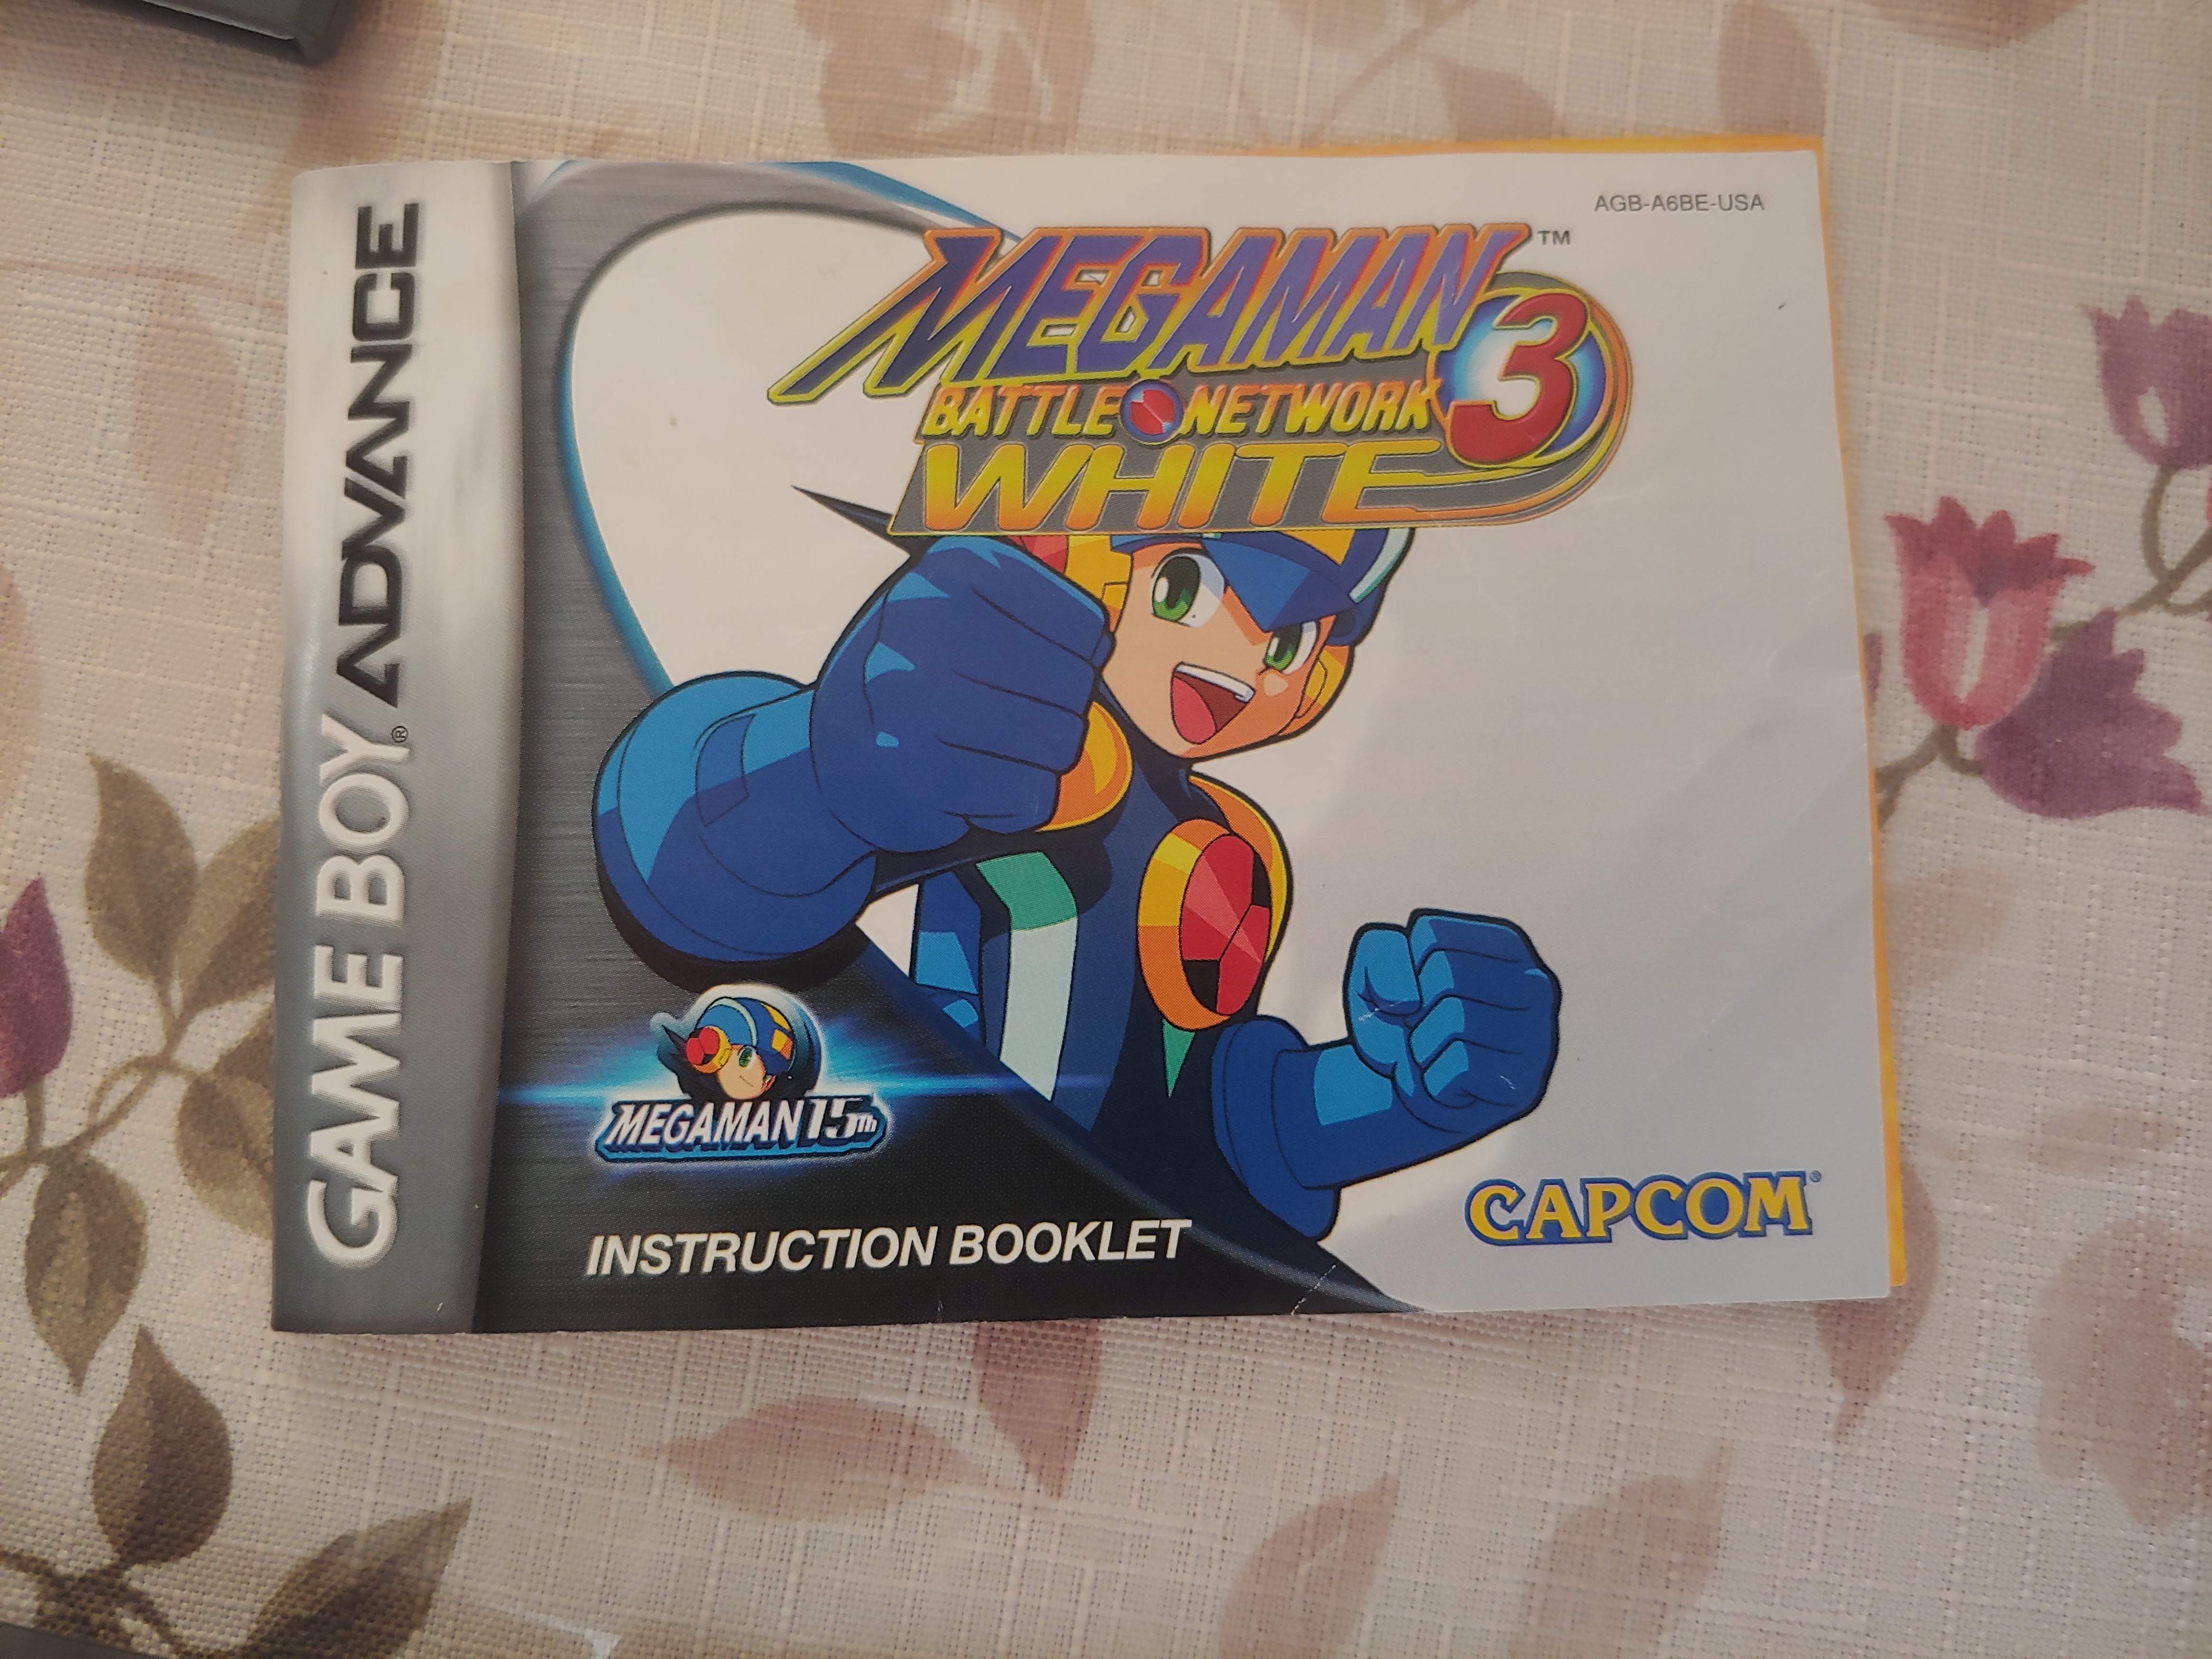 GAME BOY® ADVANCE
AGB-A6BE-USA
MEGAMAN™
BATTLE NETWORK 3
WHITE
MEGAMAN 15th
INSTRUCTION BOOKLET
CAPCOM®